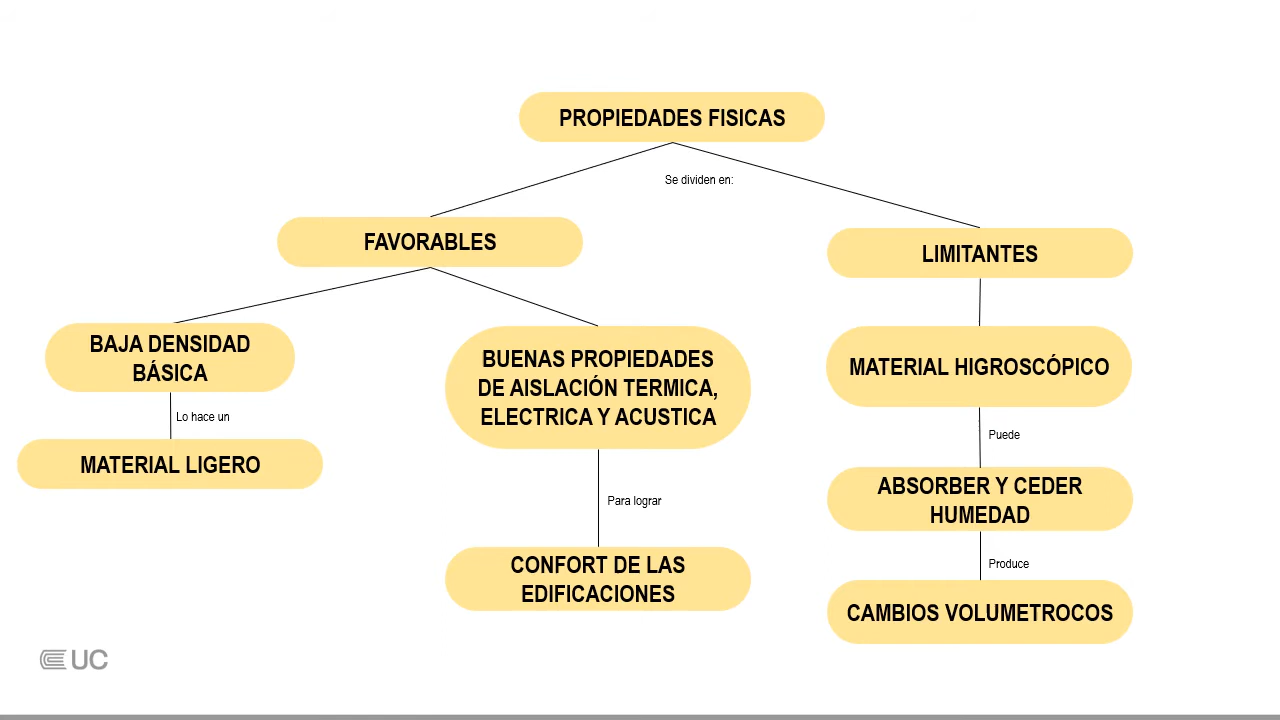 PROPIEDADES FISICAS
Se dividen en:
FAVORABLES
LIMITANTES
BAJA DENSIDAD
BÁSICA
BUENAS PROPIEDADES
DE AISLACIÓN TERMICA,
ELECTRICA Y ACUSTICA
MATERIAL HIGROSCÓPICO
Lo hace un
Puede
MATERIAL LIGERO
Para lograr
ABSORBER Y CEDER
HUMEDAD
Produce
CONFORT DE LAS
EDIFICACIONES
CAMBIOS VOLUMETROCOS
UC